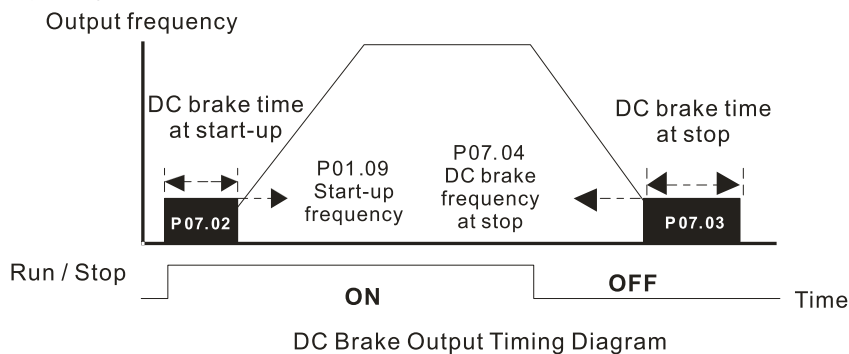 Output frequency
DC brake time
at start-up
DC brake time
at stop
P01.09
Start-up
frequency
P07.04
DC brake
frequency
at stop
P07.02
P07.03
Run / Stop
ON
OFF
Time
DC Brake Output Timing Diagram